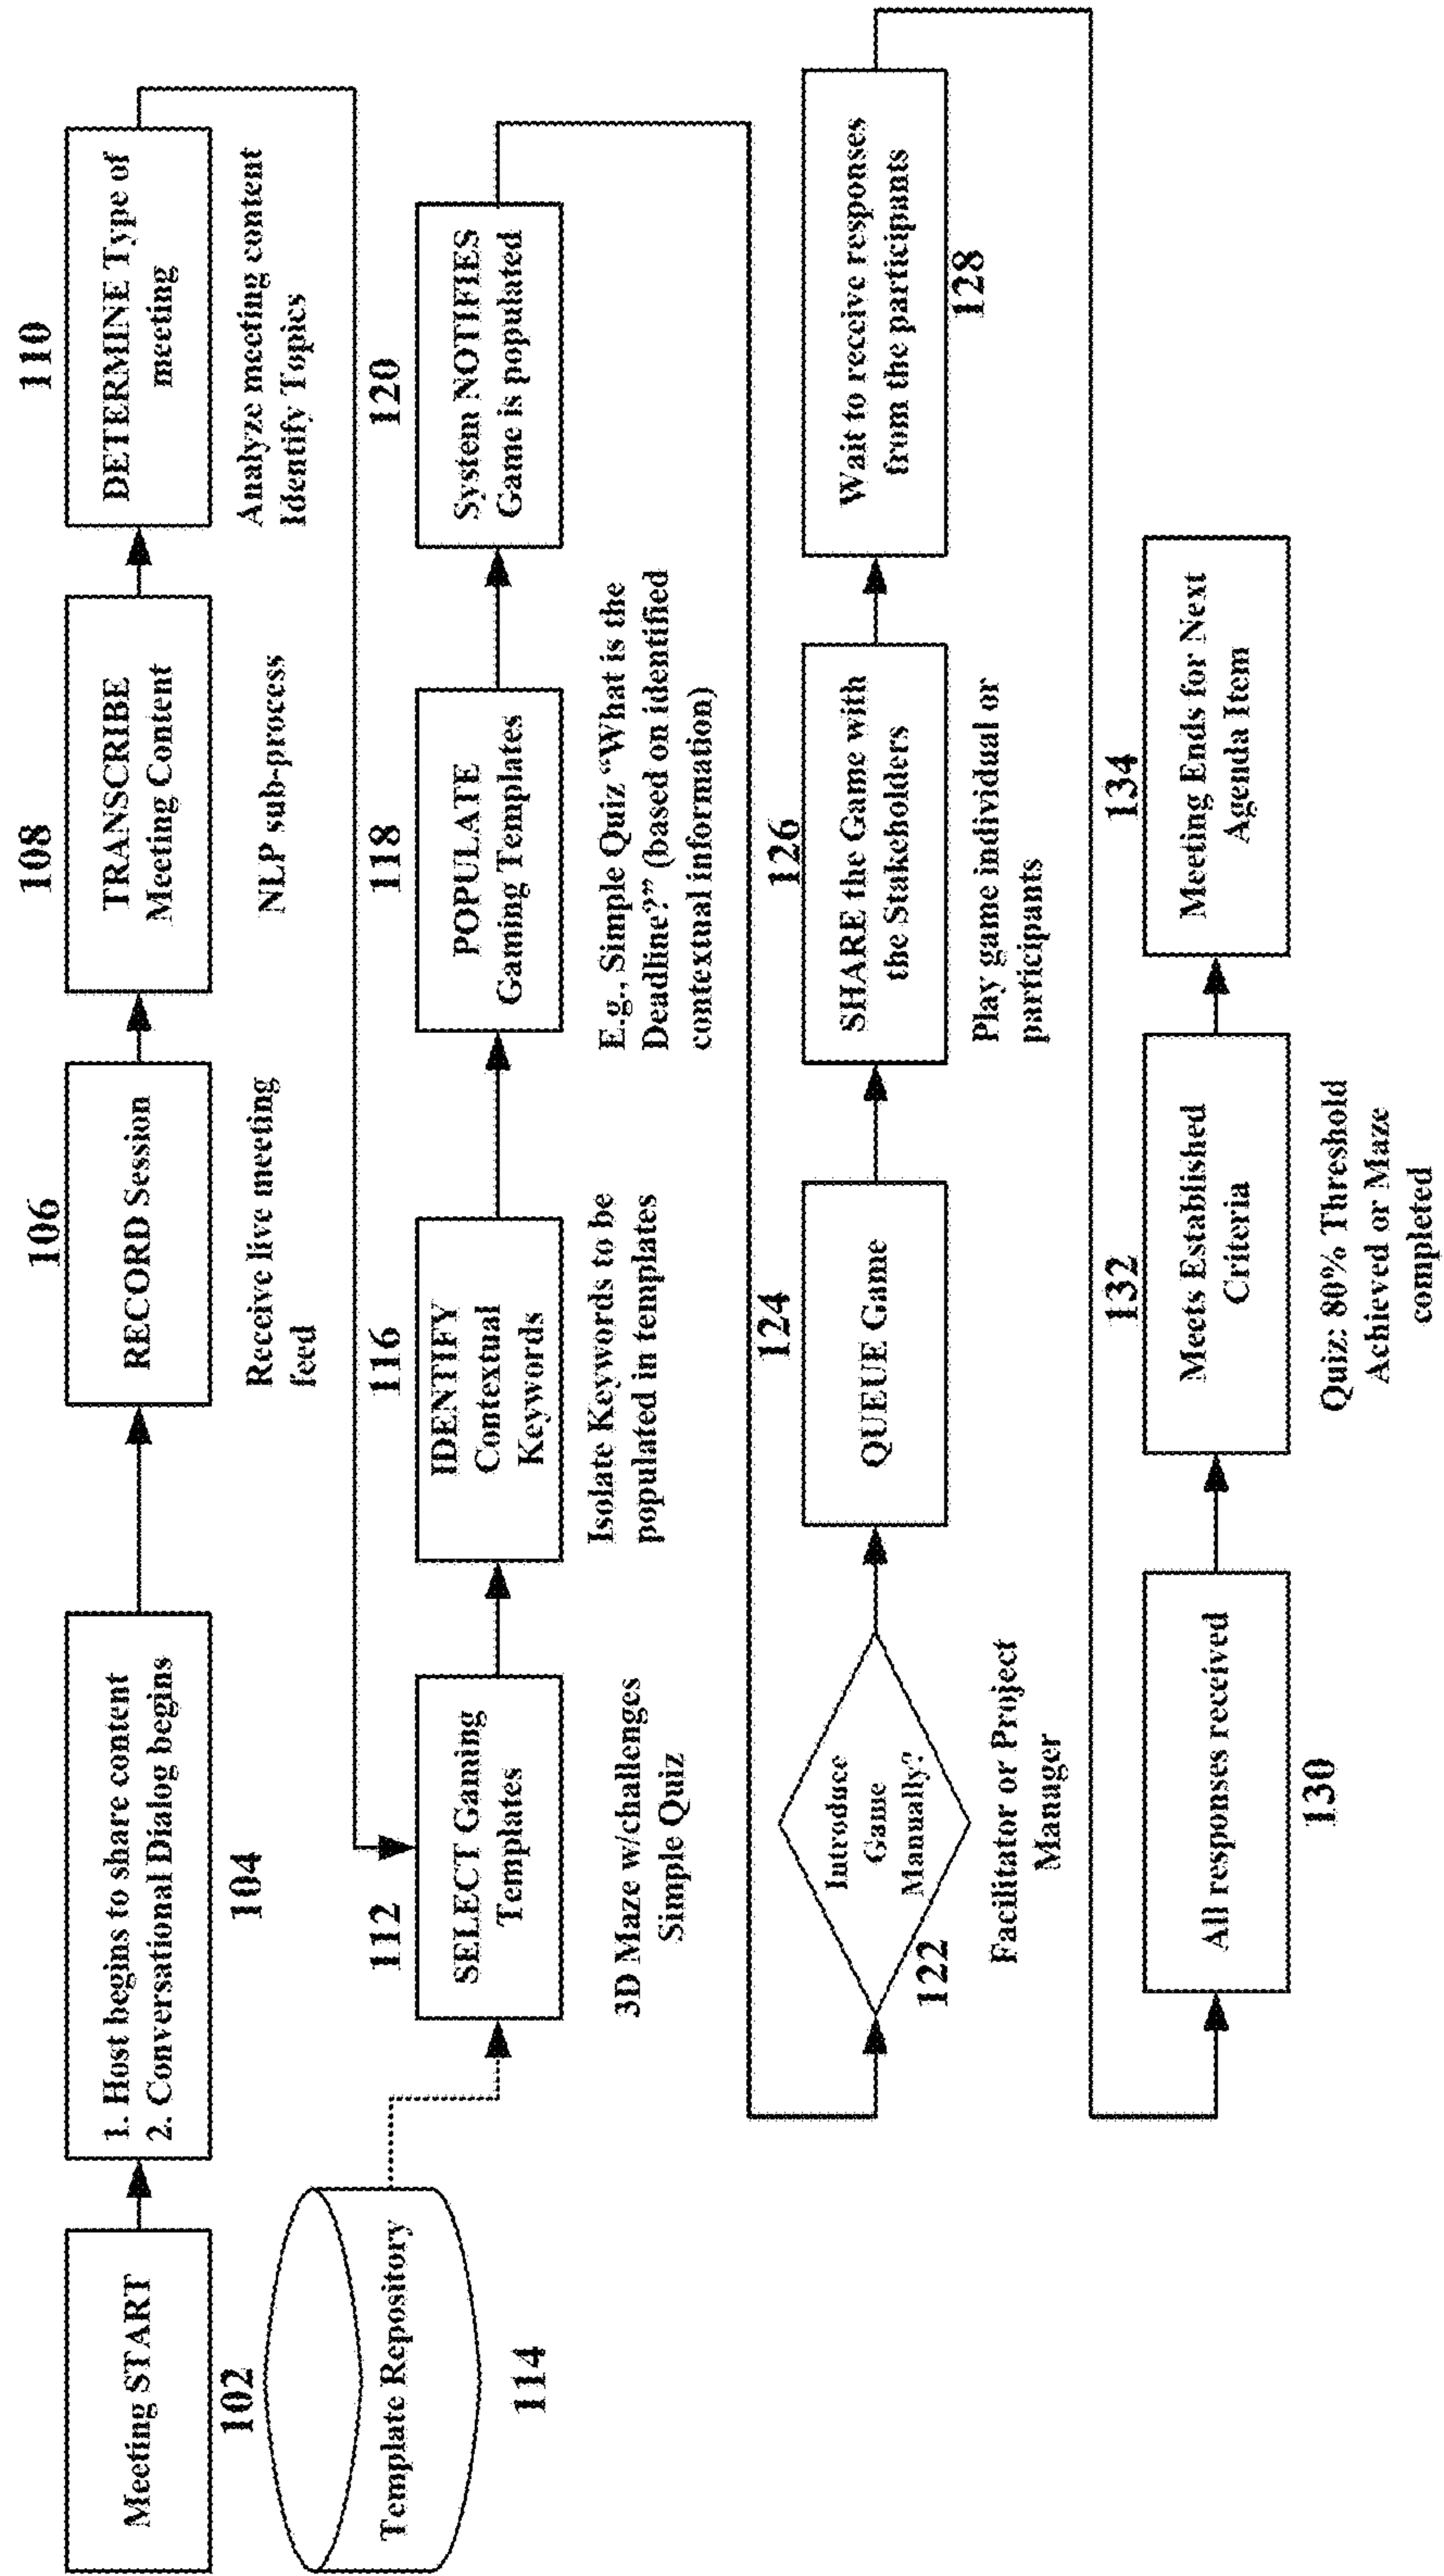 102
Meeting START
1. Host begins to share content
2. Conversational Dialog begins
104
106
RECORD Session
Receive live meeting
feed
108
TRANSCRIBE
Meeting Content
NLP sub-process
110
DETERMINE Type of
meeting
Analyze meeting content
Identify Topics
Template Repository
114
112
SELECT Gaming
Templates
3D Maze w/challenges
Simple Quiz
116
IDENTIFY
Contextual
Keywords
Isolate Keywords to be
populated in templates
118
POPULATE
Gaming Templates
E.g., Simple Quiz “What is the
Deadline?” (based on identified
contextual information)
120
System NOTIFIES
Game is populated
Introduce
Game
Manually?
122
Facilitator or Project
Manager
124
QUEUE Game
126
SHARE the Game with
the Stakeholders
Play game individual or
participants
Wait to receive responses
from the participants
128
All responses received
130
132
Meets Established
Criteria
Quiz: 80% Threshold
Achieved or Maze
completed
134
Meeting Ends for Next
Agenda Item